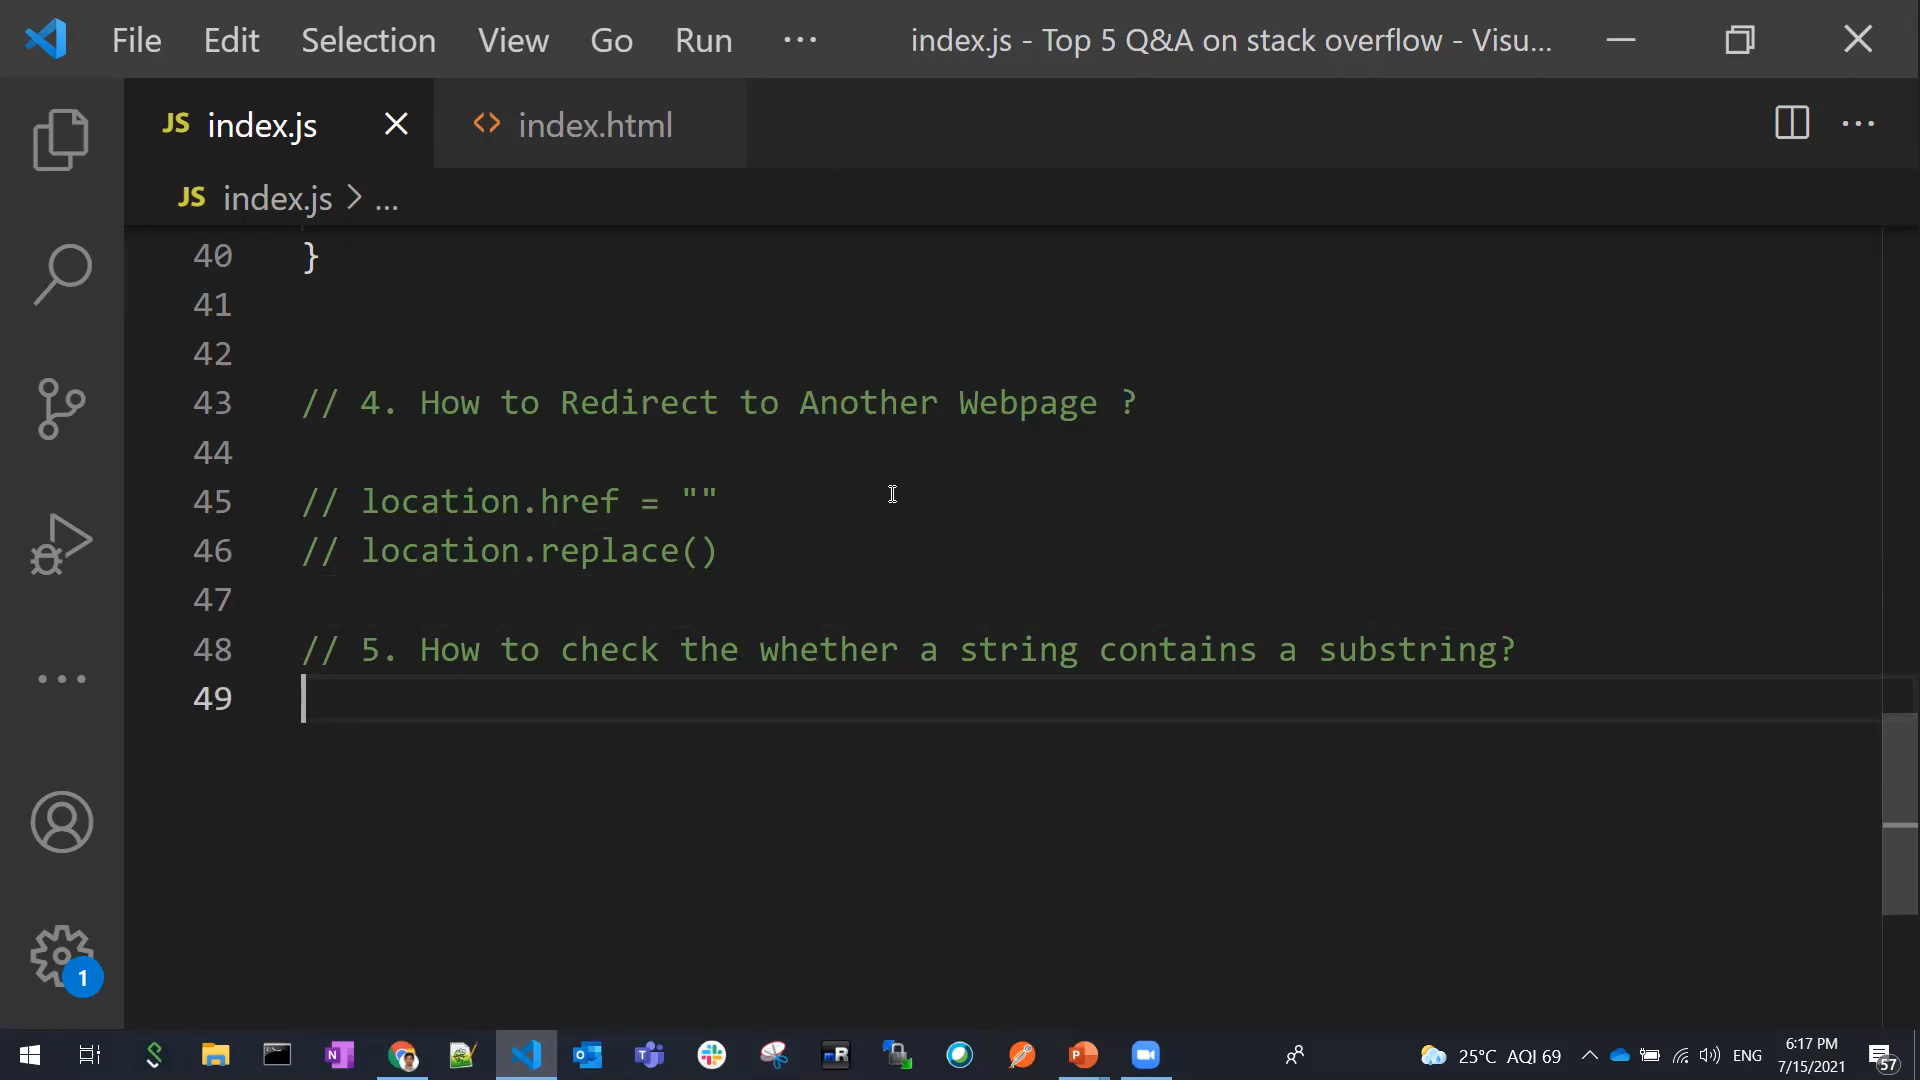 File Edit Selection View Go Run ··· index.js - Top 5 Q&A on stack overflow - Visu...
JS index.js <> index.html
JS index.js > ...
40 }
41
42
43 // 4. How to Redirect to Another Webpage ?
44
45 // location.href = ""
46 // location.replace()
47
48 // 5. How to check the whether a string contains a substring?
49
1
25°C AQI 69 ENG 6:17 PM
7/15/2021
57